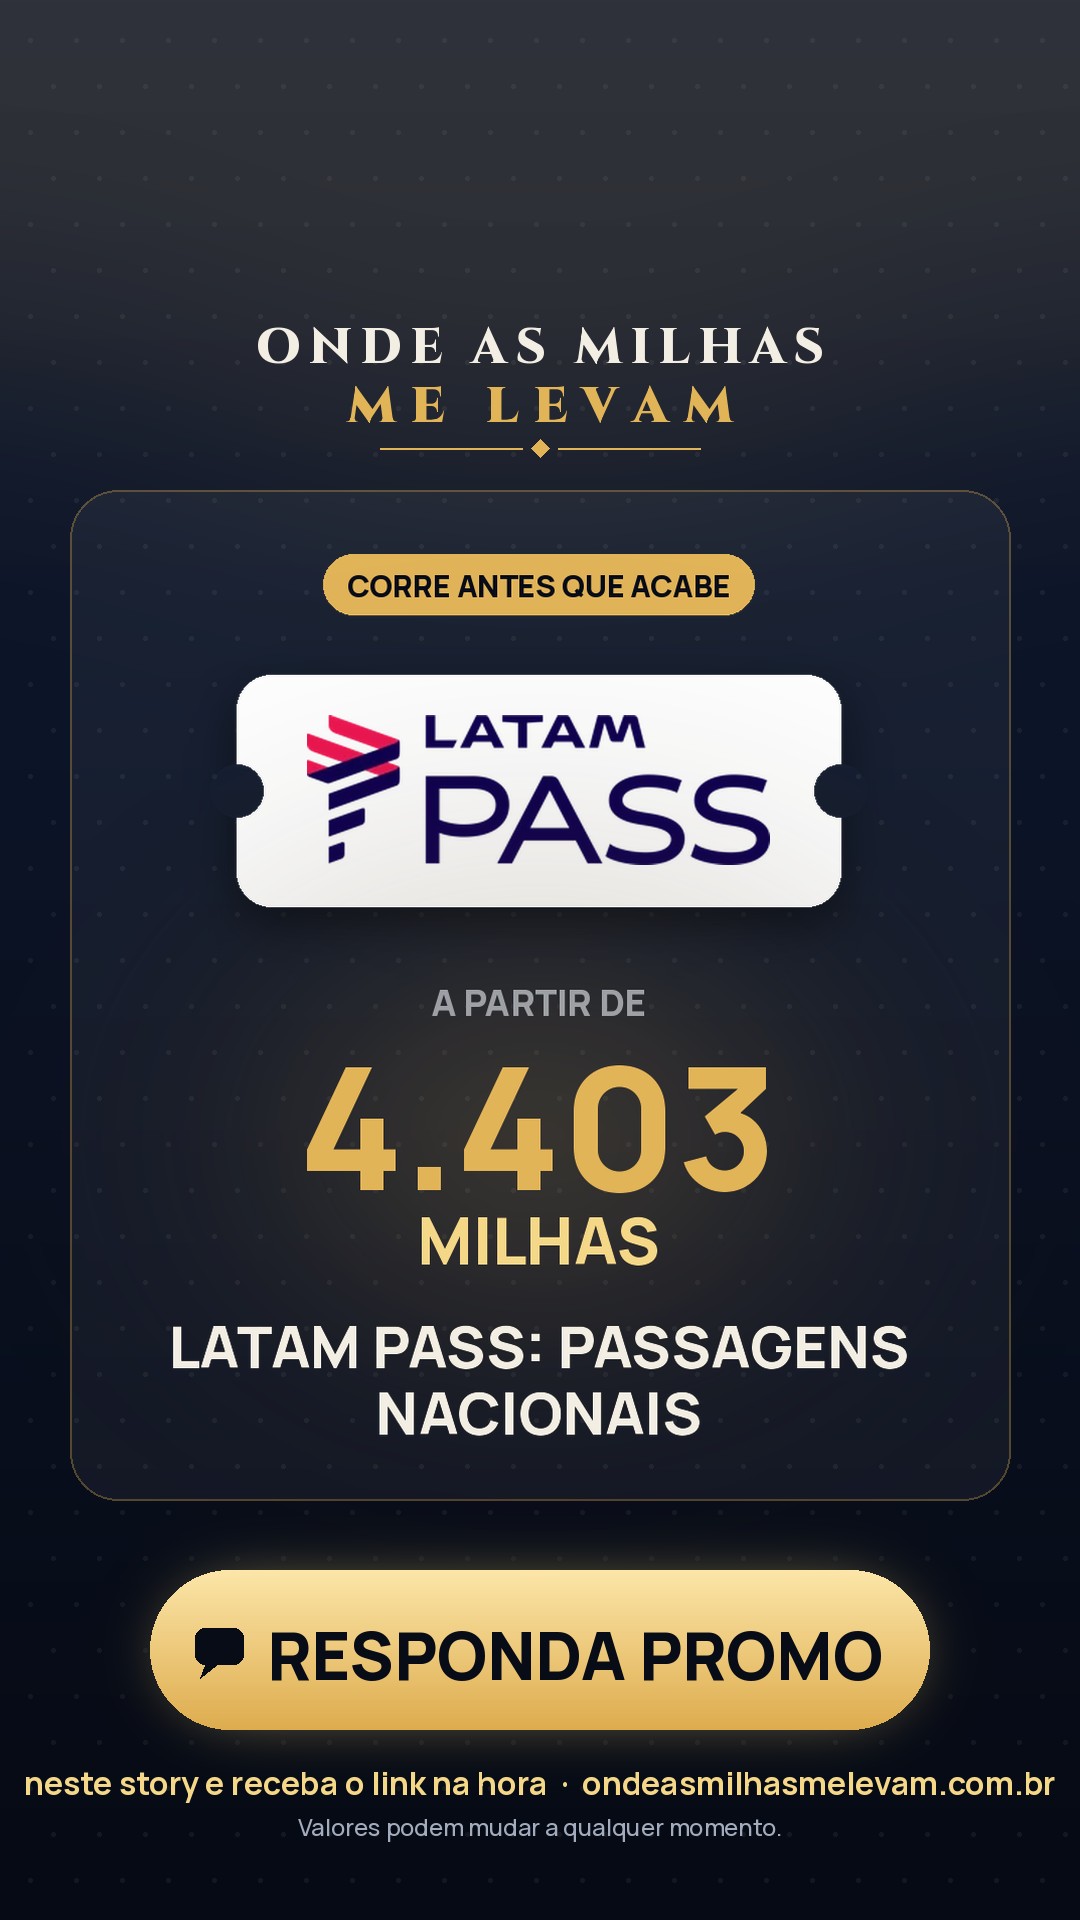 ONDE AS MILHAS
ME LEVAM
CORRE ANTES QUE ACABE
LATAM
PASS
A PARTIR DE
4.403
MILHAS
LATAM PASS: PASSAGENS
NACIONAIS
RESPONDA PROMO
neste story e receba o link na hora · ondeasmilhasmelevam.com.br
Valores podem mudar a qualquer momento.